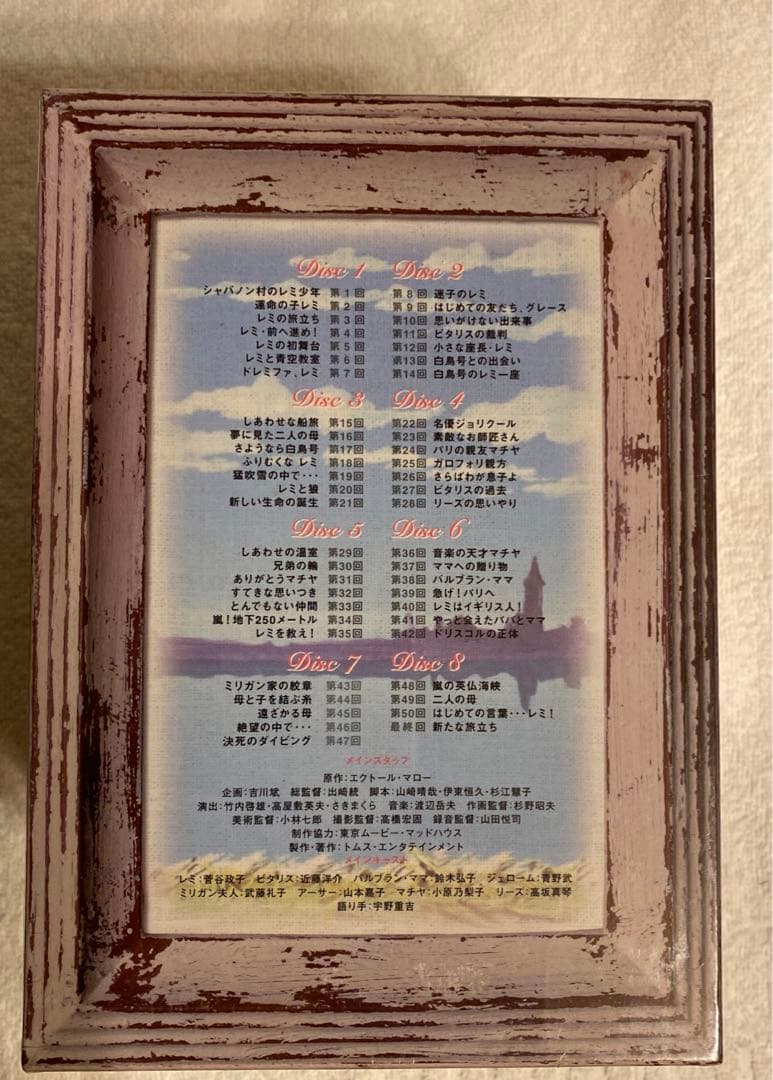 Disc 1
シャバノン村のレミ少年 第1回
運命の子レミ 第2回
レミの旅立ち 第3回
レミ・前へ進め! 第4回
レミの初舞台 第5回
レミと青空教室 第6回
ドレミファ、レミ 第7回
Disc 2
第8回 迷子のレミ
第9回 はじめての友だち、グレース
第10回 思いがけない出来事
第11回 ビタリスの裁判
第12回 小さな座長・レミ
第13回 白鳥号との出会い
第14回 白鳥号のレミ一座
Disc 3
しあわせな船旅 第15回
夢に見た二人の母 第16回
さようなら白鳥号 第17回
ふりむくな レミ 第18回
猛吹雪の中で・・・ 第19回
レミと狼 第20回
新しい生命の誕生 第21回
Disc 4
第22回 名優ジョリクール
第23回 素敵なお師匠さん
第24回 パリの親友マチヤ
第25回 ガロフォリ親方
第26回 さらばわが息子よ
第27回 ビタリスの過去
第28回 リーズの思いやり
Disc 5
しあわせの温室 第29回
兄弟の輪 第30回
ありがとうマチヤ 第31回
すてきな思いつき 第32回
とんでもない仲間 第33回
嵐!地下250メートル 第34回
レミを救え! 第35回
Disc 6
第36回 音楽の天才マチヤ
第37回 ママへの贈り物
第38回 バルブラン・ママ
第39回 急げ!パリへ
第40回 レミはイギリス人!
第41回 やっと会えたパパとママ
第42回 ドリスコルの正体
Disc 7
ミリガン家の紋章 第43回
母と子を結ぶ糸 第44回
遠ざかる母 第45回
絶望の中で・・・ 第46回
決死のダイビング 第47回
Disc 8
第48回 嵐の英仏海峡
第49回 二人の母
第50回 はじめての言葉・・・レミ!
最終回 新たな旅立ち
メインスタッフ
原作:エクトール・マロー
企画:吉川斌 総監督:出崎統 脚本:山崎晴哉・伊東恒久・杉江慧子
演出:竹内啓雄・高屋敷英夫・さきまくら 音楽:渡辺岳夫 作画監督:杉野昭夫
美術監督:小林七郎 撮影監督:高橋宏固 録音監督:山田悦司
制作協力:東京ムービー・マッドハウス
製作・著作:トムス・エンタテインメント
メインキャスト
レミ:菅谷政子 ビタリス:近藤洋介 バルブラン・ママ:鈴木弘子 ジェローム:青野武
ミリガン夫人:武藤礼子 アーサー:山本嘉子 マチヤ:小原乃梨子 リーズ:高坂真琴
語り手:宇野重吉